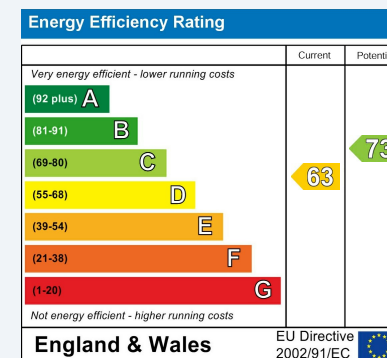 Energy Efficiency Rating
Current Potenti
Very energy efficient - lower running costs
(92 plus) A
(81-91) B
(69-80) C
73
(55-68) D
63
(39-54) E
(21-38) F
(1-20) G
Not energy efficient - higher running costs
England & Wales
EU Directive
2002/91/EC